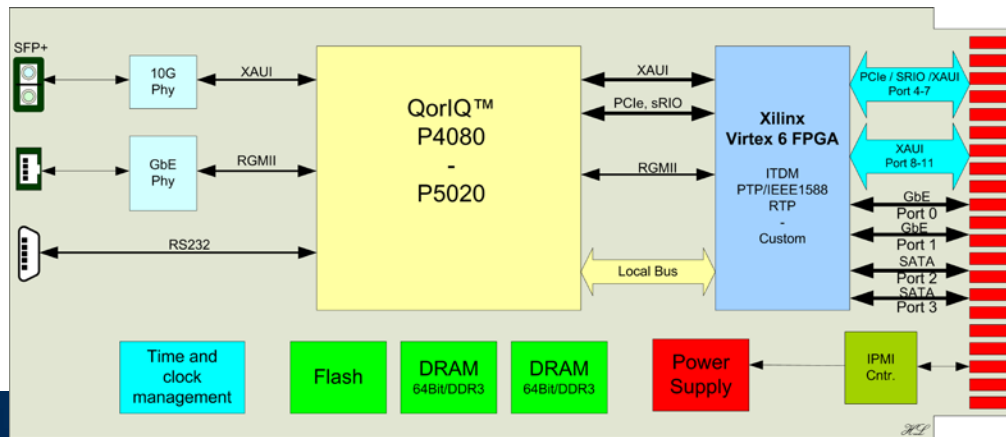 SFP+
10G
Phy
XAUI
GbE
Phy
RGMII
RS232
QorIQ™
P4080
-
P5020
XAUI
PCIe, sRIO
RGMII
Local Bus
Xilinx
Virtex 6 FPGA
ITDM
PTP/IEEE1588
RTP
-
Custom
PCIe / SRIO /XAUI
Port 4-7
XAUI
Port 8-11
GbE
Port 0
GbE
Port 1
SATA
Port 2
SATA
Port 3
Time and
clock
management
Flash
DRAM
64Bit/DDR3
DRAM
64Bit/DDR3
Power
Supply
IPMI
Cntr.
HL